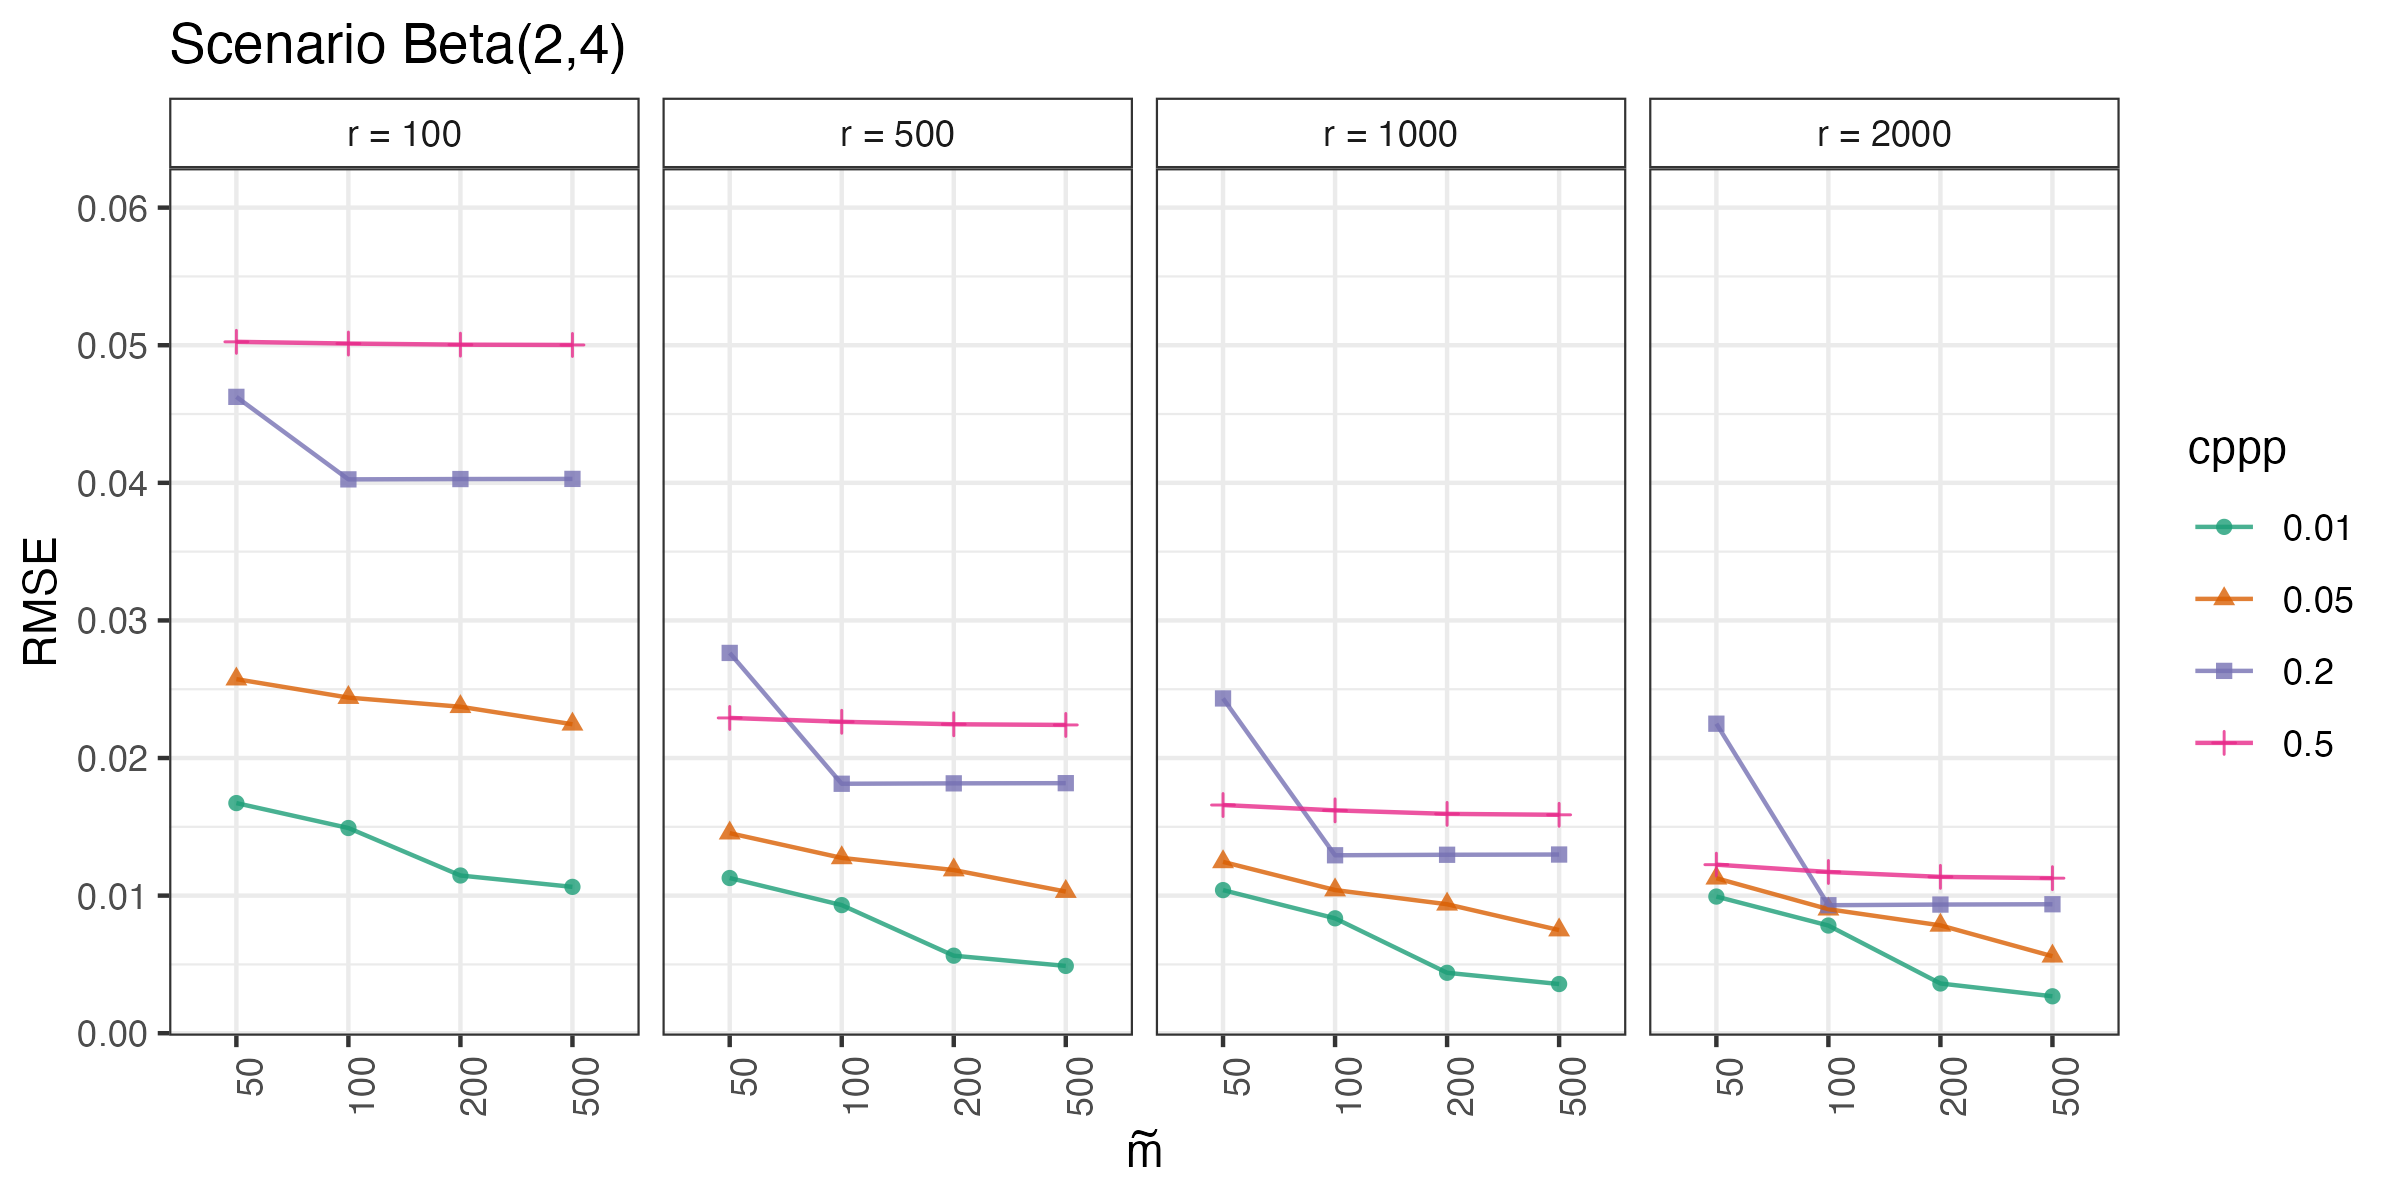 Scenario Beta(2,4)
r = 100
r = 500
r = 1000
r = 2000
RMSE
0.06
0.05
0.04
0.03
0.02
0.01
0.00
50 100 200 500
50 100 200 500
50 100 200 500
50 100 200 500
m̃
cppp
0.01
0.05
0.2
0.5